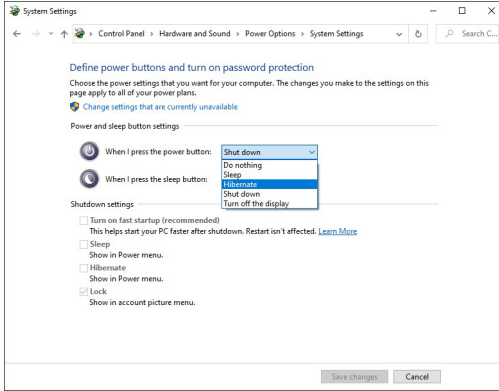 System Settings
Control Panel > Hardware and Sound > Power Options > System Settings
Search C...
Define power buttons and turn on password protection
Choose the power settings that you want for your computer. The changes you make to the settings on this
page apply to all of your power plans.
Change settings that are currently unavailable
Power and sleep button settings
When I press the power button: Shut down
Do nothing
Sleep
When I press the sleep button: Hibernate
Shut down
Turn off the display
Shutdown settings
Turn on fast startup (recommended)
This helps start your PC faster after shutdown. Restart isn't affected. Learn More
Sleep
Show in Power menu.
Hibernate
Show in Power menu.
Lock
Show in account picture menu.
Save changes Cancel